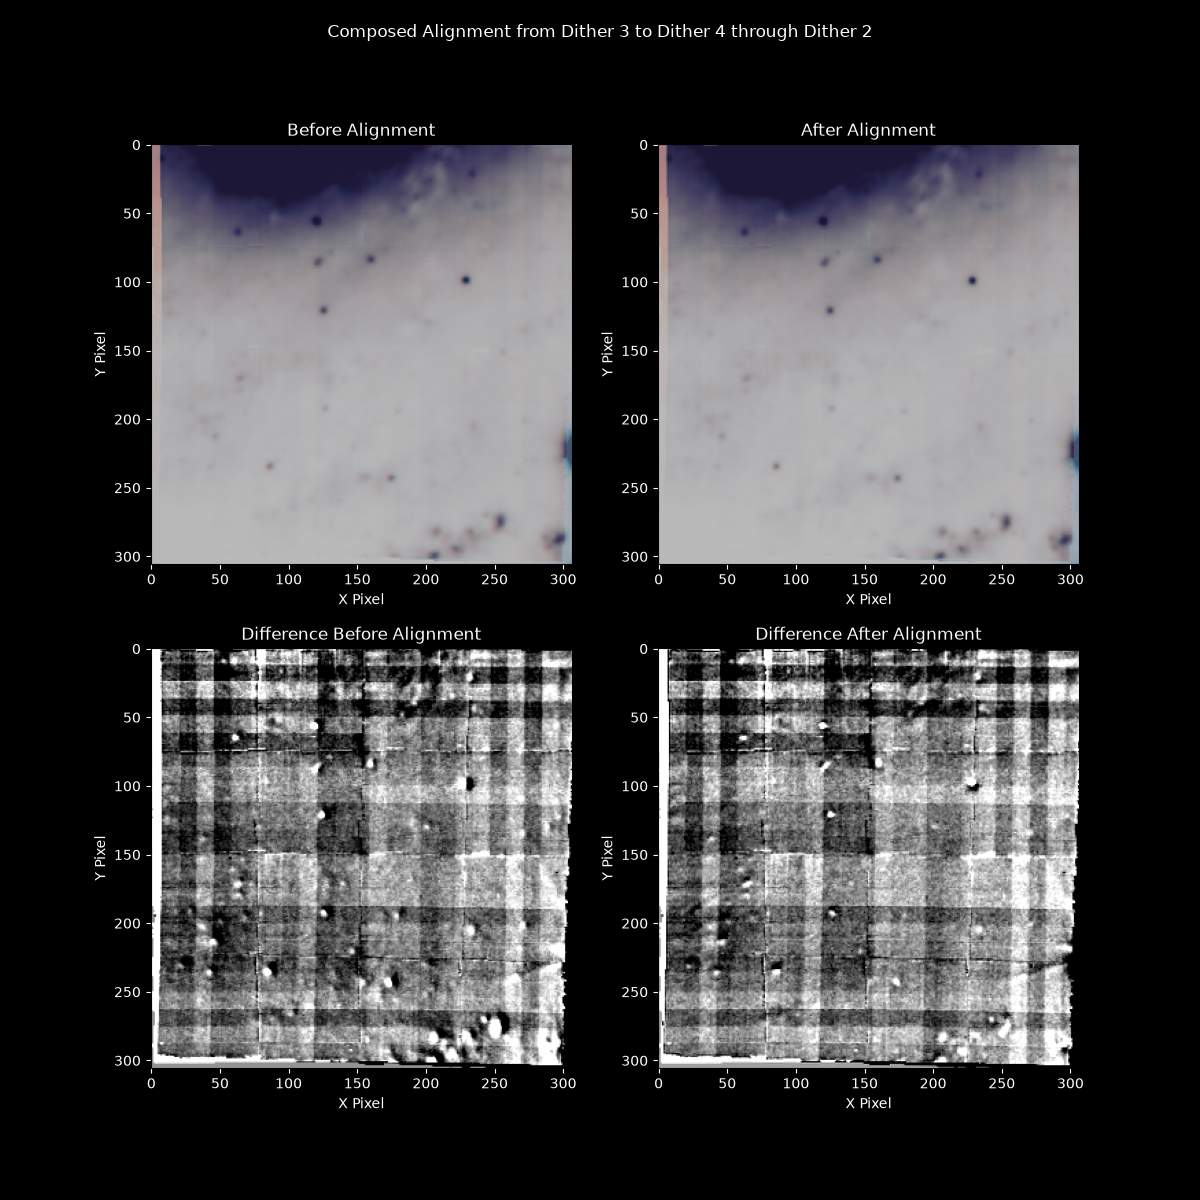 Composed Alignment from Dither 3 to Dither 4 through Dither 2
Before Alignment
After Alignment
0
50
100
150
200
250
300
Y Pixel
0 50 100 150 200 250 300
X Pixel
0
50
100
150
200
250
300
Y Pixel
0 50 100 150 200 250 300
X Pixel
Difference Before Alignment
Difference After Alignment
0
50
100
150
200
250
300
Y Pixel
0 50 100 150 200 250 300
X Pixel
0
50
100
150
200
250
300
Y Pixel
0 50 100 150 200 250 300
X Pixel